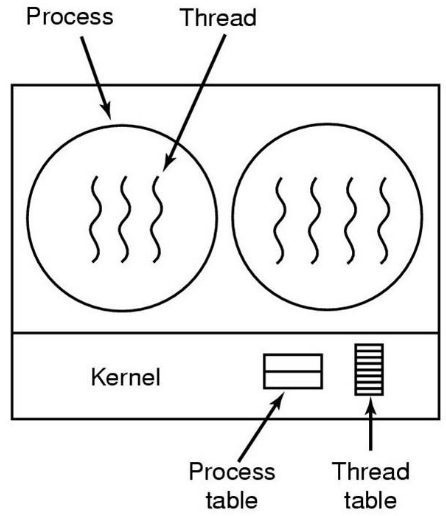 Process
Thread
Kernel
Process
table
Thread
table